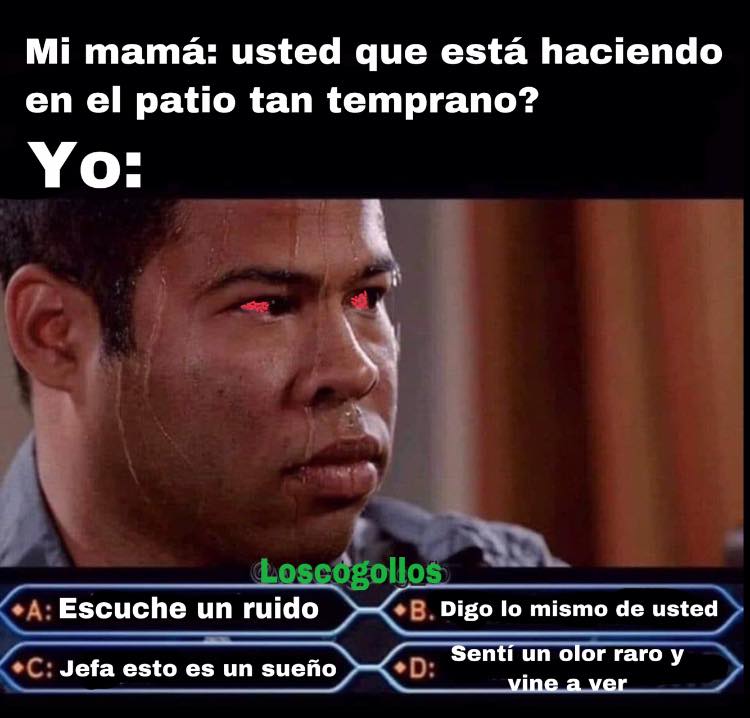 Mi mamá: usted que está haciendo
en el patio tan temprano?
Yo:
Loscogollos
A: Escuche un ruido
B. Digo lo mismo de usted
C: Jefa esto es un sueño
D: Sentí un olor raro y
vine a ver